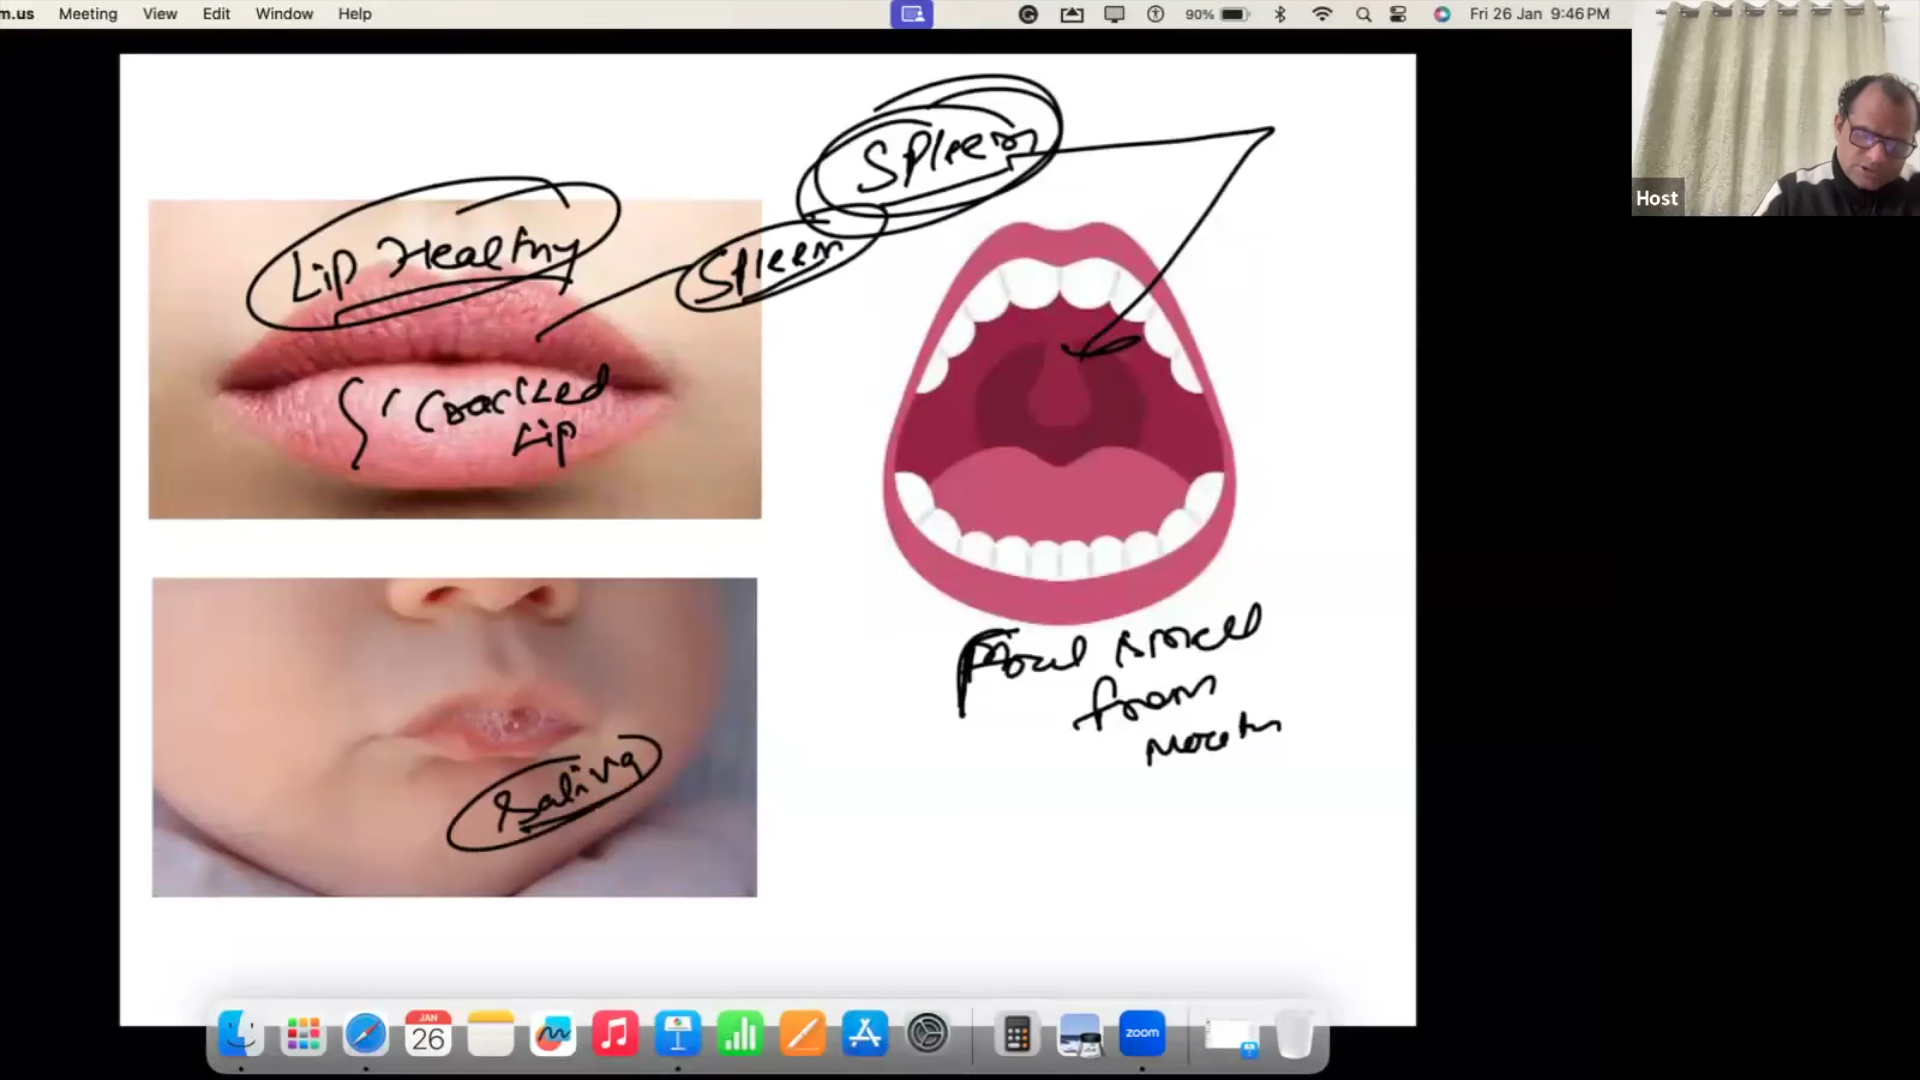 m.us Meeting View Edit Window Help 90% Fri 26 Jan 9:46 PM
Host
Spleen
Spleen
Lip Healthy
Cracked
Lip
Foul smell
from
Mouth
Saliva
JAN
26
zoom